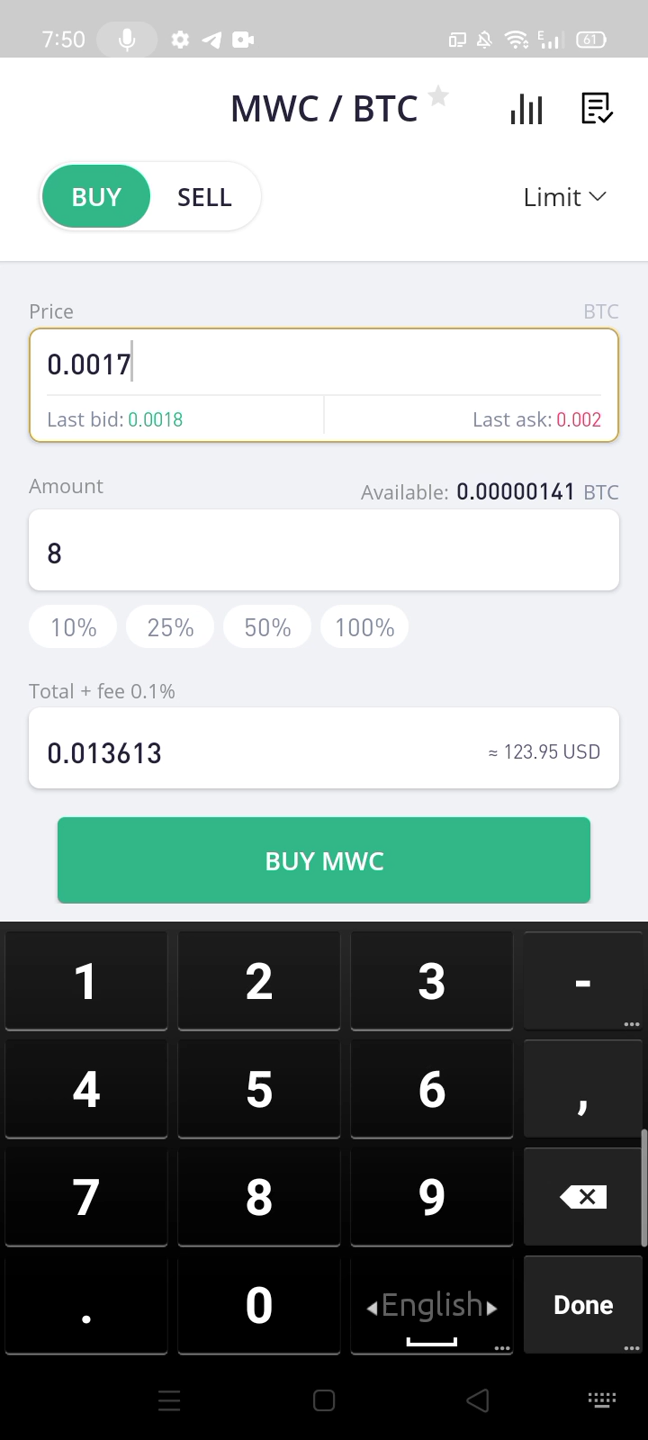 7:50 E 61
MWC / BTC
BUY SELL Limit
Price BTC
0.0017
Last bid: 0.0018 Last ask: 0.002
Amount Available: 0.00000141 BTC
8
10% 25% 50% 100%
Total + fee 0.1%
0.013613 ≈ 123.95 USD
BUY MWC
1 2 3 -
4 5 6 ,
7 8 9
. 0 English Done